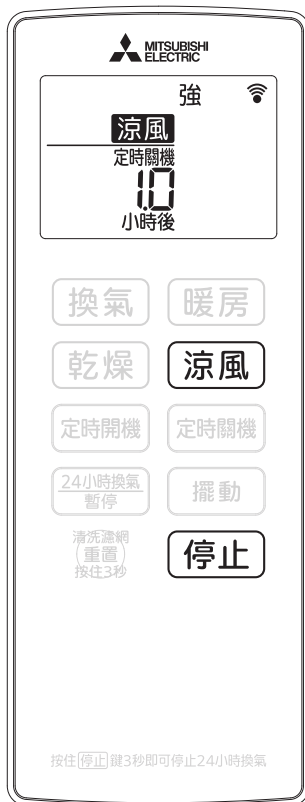 MITSUBISHI
ELECTRIC
強
涼風
定時關機
1.0
小時後
換氣 暖房
乾燥 涼風
定時開機 定時關機
24小時換氣
暫停
擺動
清洗濾網
重置
按住3秒
停止
按住停止鍵3秒即可停止24小時換氣